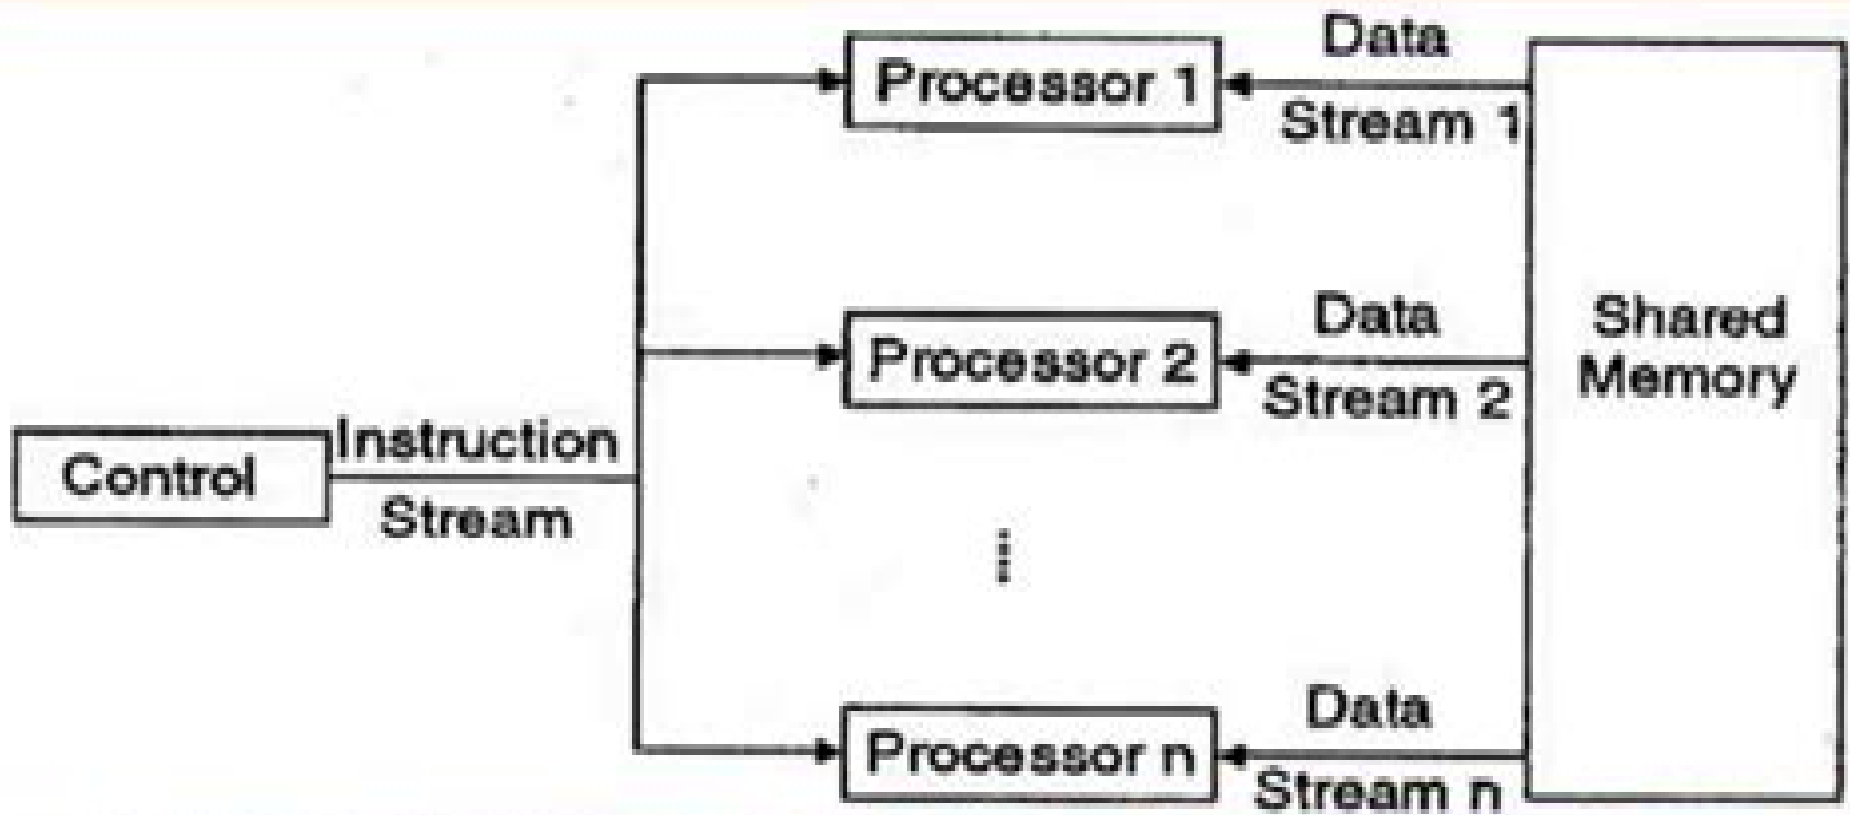 Data
Processor 1
Stream 1
Data
Shared
Processor 2
Memory
Stream 2
Instruction
Control
Stream
Data
Processor n
Stream n